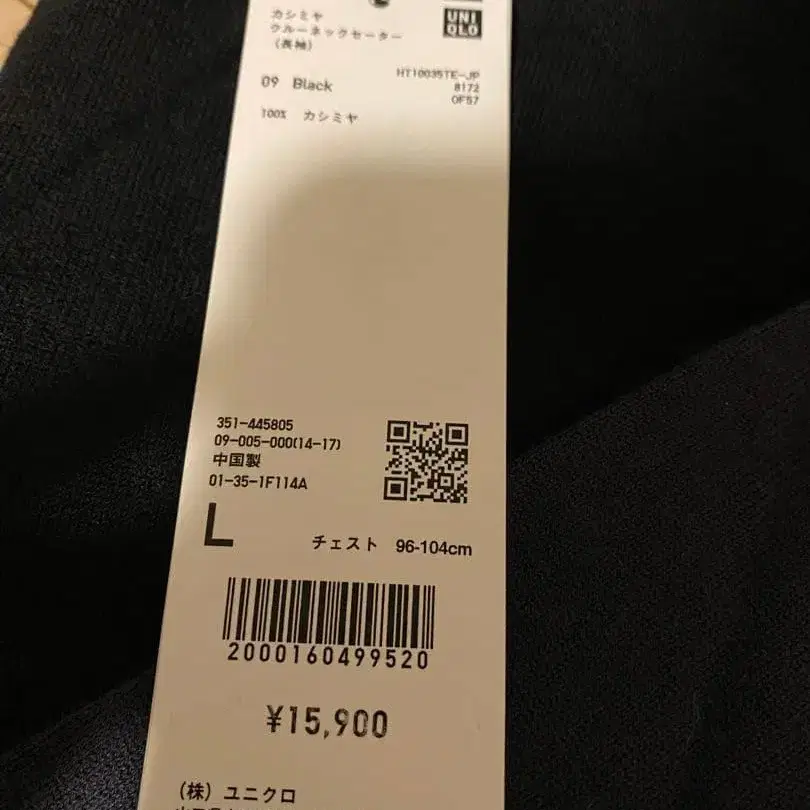 カシミヤ
クルーネックセーター
（長袖）
UNI
QLO
09 Black
HT10035TE-JP
8172
0F57
100% カシミヤ
351-445805
09-005-000(14-17)
中国製
01-35-1F114A
L
チェスト 96-104cm
2000160499520
¥15,900
（株）ユニクロ